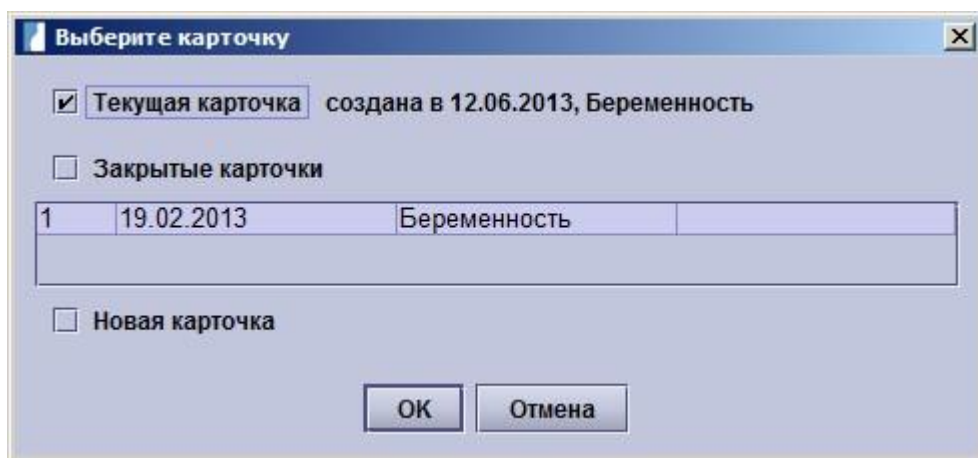 Выберите карточку
Текущая карточка создана в 12.06.2013, Беременность
Закрытые карточки
1 19.02.2013 Беременность
Новая карточка
OK Отмена